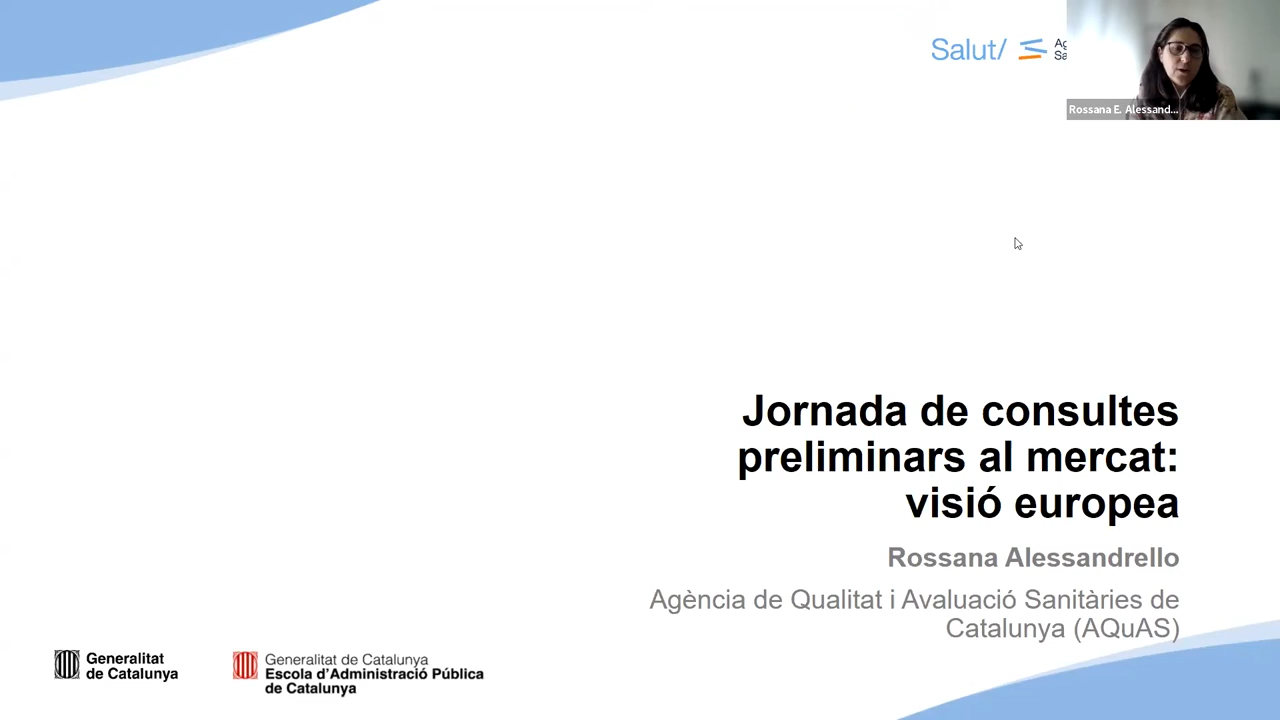 Salut/
Rossana E. Alessand...
Jornada de consultes
preliminars al mercat:
visió europea
Rossana Alessandrello
Agència de Qualitat i Avaluació Sanitàries de
Catalunya (AQuAS)
Generalitat
de Catalunya
Generalitat de Catalunya
Escola d'Administració Pública
de Catalunya